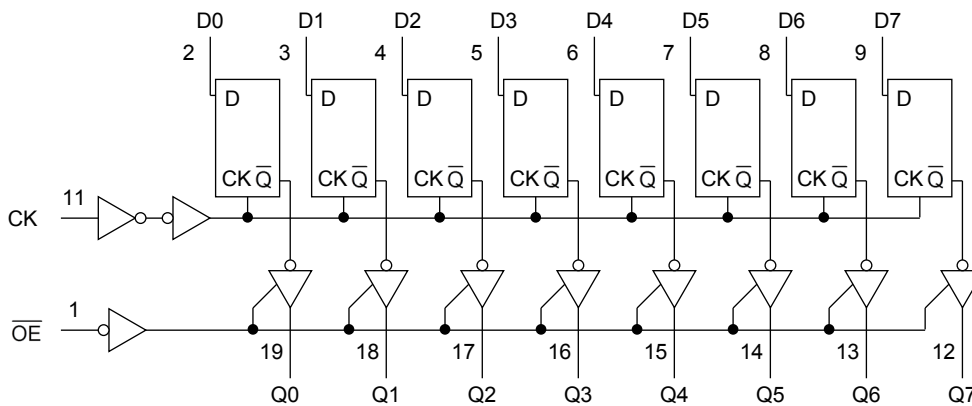 D0 D1 D2 D3 D4 D5 D6 D7
2 3 4 5 6 7 8 9
D D D D D D D D
CK Q̅ CK Q̅ CK Q̅ CK Q̅ CK Q̅ CK Q̅ CK Q̅ CK Q̅
11
CK
1
O̅E̅
19 18 17 16 15 14 13 12
Q0 Q1 Q2 Q3 Q4 Q5 Q6 Q7